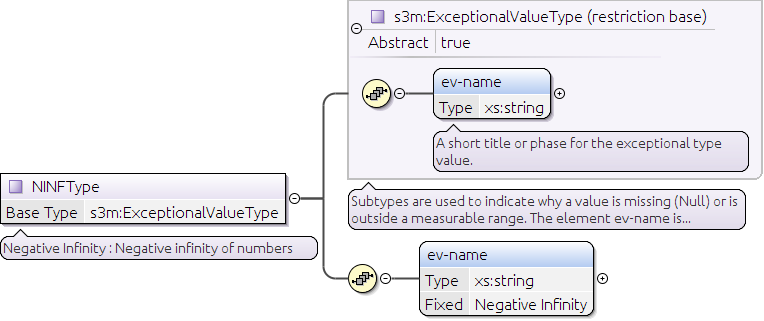 s3m:ExceptionalValueType (restriction base)
Abstract true
ev-name
Type xs:string
A short title or phase for the exceptional type
value.
NINFType
Base Type s3m:ExceptionalValueType
Negative Infinity : Negative infinity of numbers
Subtypes are used to indicate why a value is missing (Null) or is
outside a measurable range. The element ev-name is...
ev-name
Type xs:string
Fixed Negative Infinity